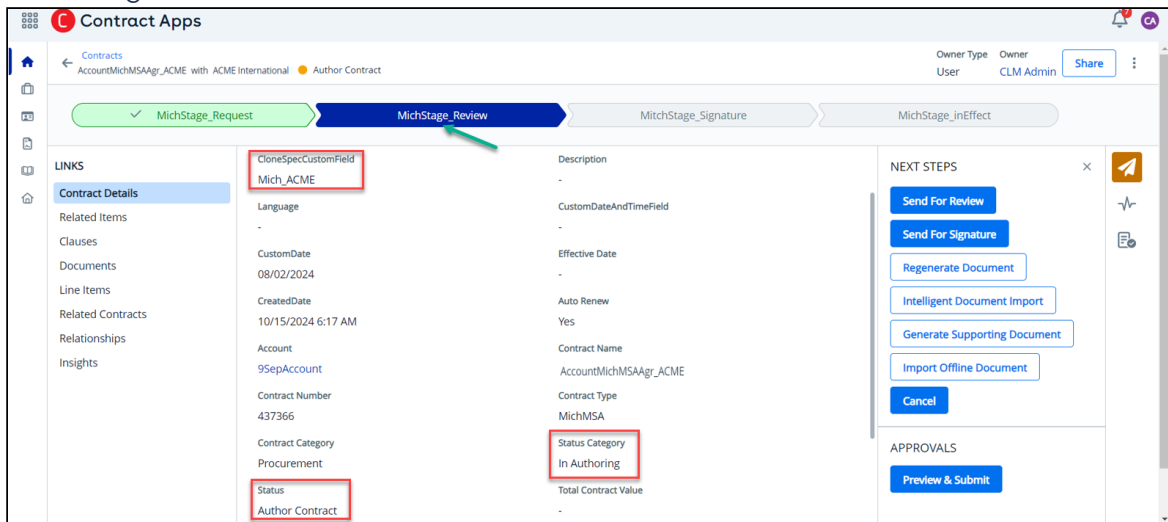 Contract Apps
7
CA
Contracts
AccountMichMSAAgr_ACME with ACME International Author Contract
Owner Type Owner
User CLM Admin
Share
MichStage_Request
MichStage_Review
MitchStage_Signature
MichStage_inEffect
LINKS
Contract Details
Related Items
Clauses
Documents
Line Items
Related Contracts
Relationships
Insights
CloneSpecCustomField
Mich_ACME
Description
-
Language
-
CustomDateAndTimeField
-
CustomDate
08/02/2024
Effective Date
-
CreatedDate
10/15/2024 6:17 AM
Auto Renew
Yes
Account
9SepAccount
Contract Name
AccountMichMSAAgr_ACME
Contract Number
437366
Contract Type
MichMSA
Contract Category
Procurement
Status Category
In Authoring
Status
Author Contract
Total Contract Value
-
NEXT STEPS
Send For Review
Send For Signature
Regenerate Document
Intelligent Document Import
Generate Supporting Document
Import Offline Document
Cancel
APPROVALS
Preview & Submit